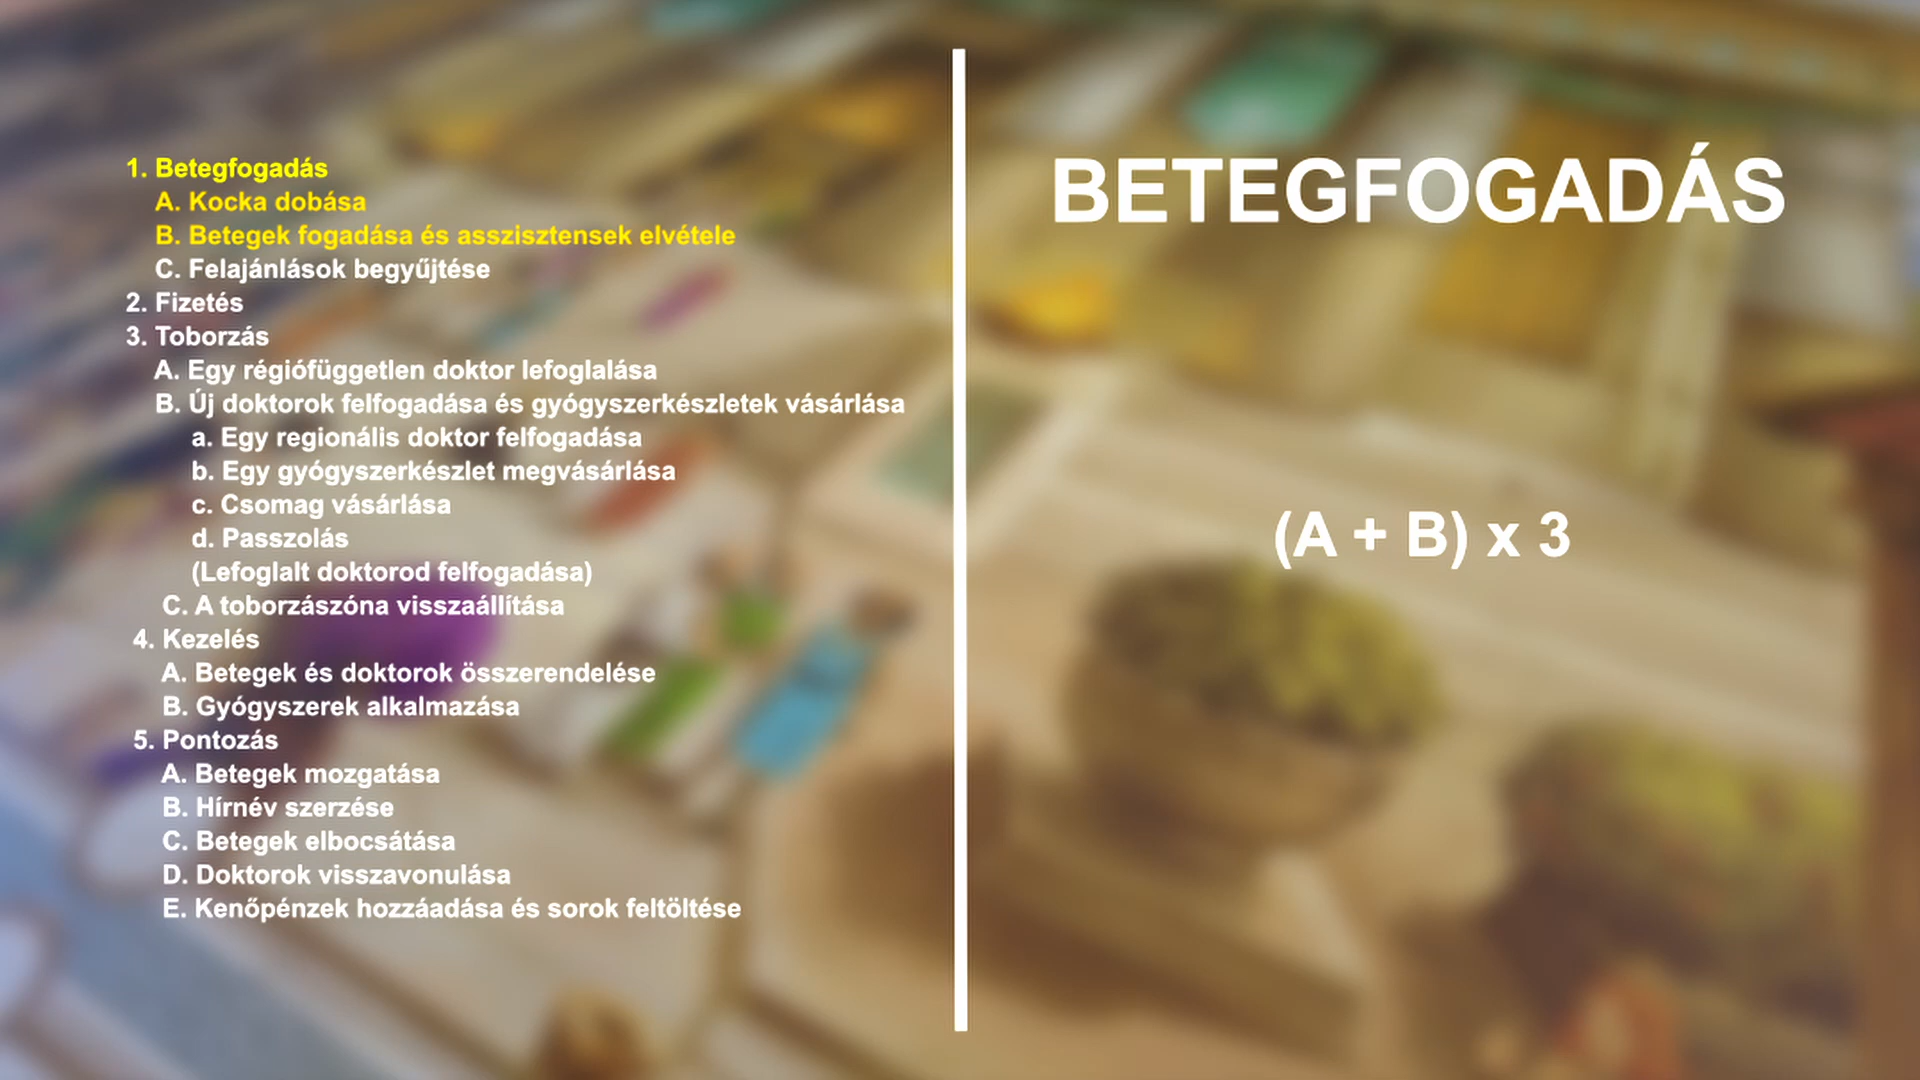 1. Betegfogadás
A. Kocka dobása
B. Betegek fogadása és asszisztensek elvétele
C. Felajánlások begyűjtése
2. Fizetés
3. Toborzás
A. Egy régiófüggetlen doktor lefoglalása
B. Új doktorok felfogadása és gyógyszerkészletek vásárlása
a. Egy regionális doktor felfogadása
b. Egy gyógyszerkészlet megvásárlása
c. Csomag vásárlása
d. Passzolás
(Lefoglalt doktorod felfogadása)
C. A toborzászóna visszaállítása
4. Kezelés
A. Betegek és doktorok összerendelése
B. Gyógyszerek alkalmazása
5. Pontozás
A. Betegek mozgatása
B. Hírnév szerzése
C. Betegek elbocsátása
D. Doktorok visszavonulása
E. Kenőpénzek hozzáadása és sorok feltöltése
BETEGFOGADÁS
(A + B) x 3